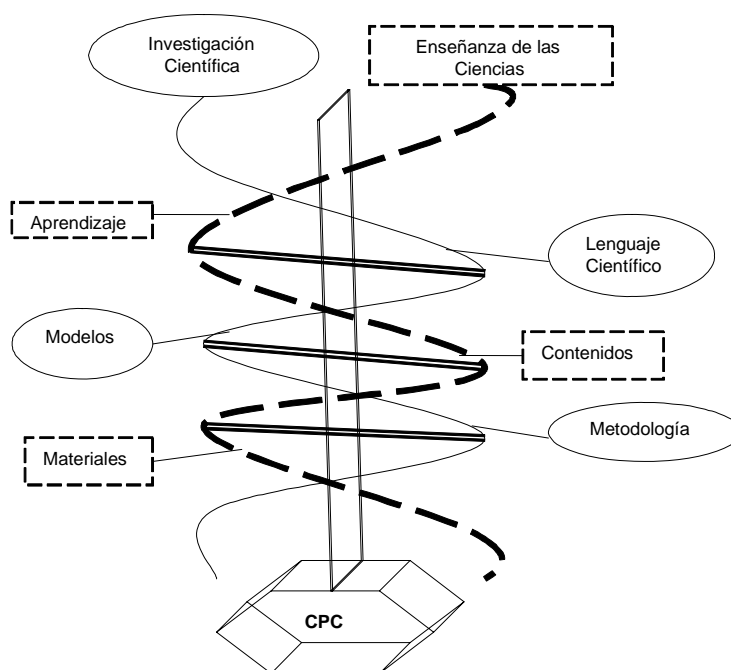 Investigación
Científica
Enseñanza de las
Ciencias
Aprendizaje
Lenguaje
Científico
Modelos
Contenidos
Metodología
Materiales
CPC